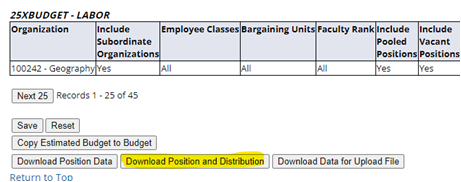 25XBUDGET - LABOR
Organization Include Subordinate Organizations Employee Classes Bargaining Units Faculty Rank Include Pooled Positions Include Vacant Positions
100242 - Geography Yes All All All Yes Yes
Next 25 Records 1 - 25 of 45
Save Reset
Copy Estimated Budget to Budget
Download Position Data Download Position and Distribution Download Data for Upload File
Return to Top